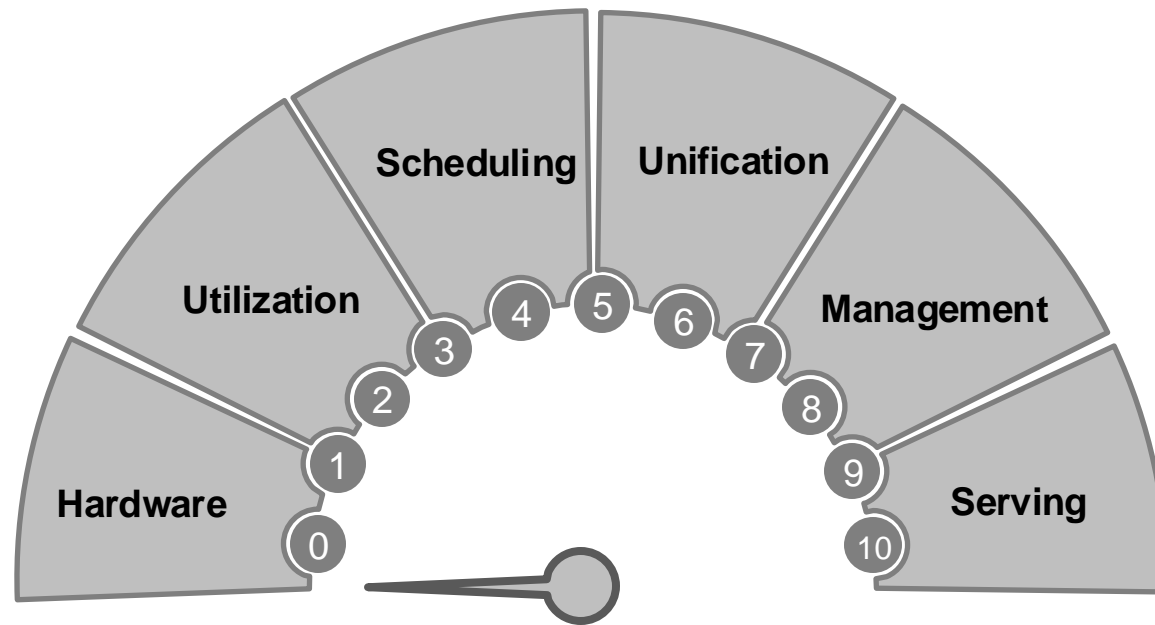 Scheduling
Unification
Utilization
Management
Hardware
Serving
0
1
2
3
4
5
6
7
8
9
10